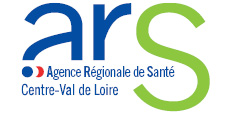 arS
Agence Régionale de Santé
Centre-Val de Loire